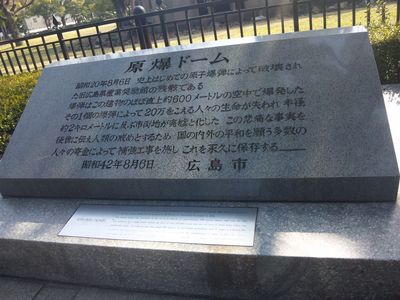 原爆ドーム
昭和20年8月6日 史上はじめての原子爆弾によって破壊され
た旧広島県産業奨励館の残骸である
爆弾はこの建物のほぼ直上約600メートルの空中で爆発した
その1個の爆弾によって20万をこえる人々の生命が失われ 半径
約2キロメートルに及ぶ市街地が廃墟と化した この悲痛な事実を
後世に伝え人類の戒めとするため 国の内外の平和を願う多数の
人々の寄金によって補強工事を施し これを永久に保存する
昭和42年8月6日 広島市